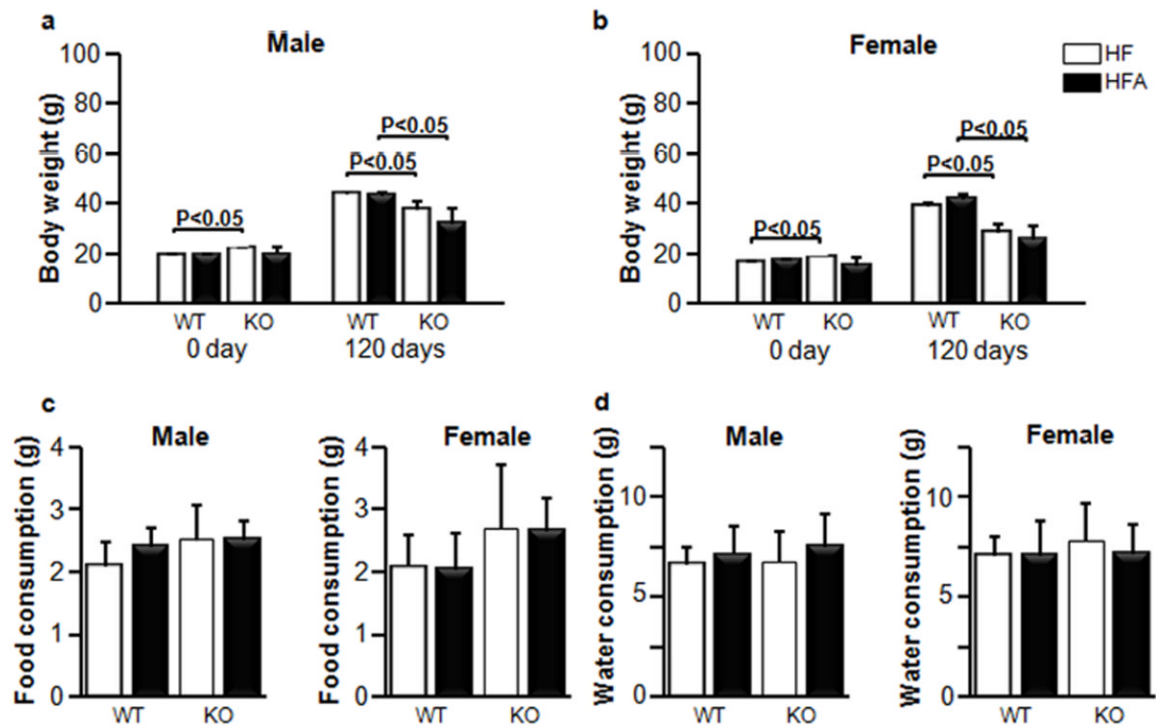 a
Male
Body weight (g)
100
80
60
40
20
0
P<0.05
P<0.05
P<0.05
WT KO WT KO
0 day 120 days
b
Female
HF
HFA
Body weight (g)
100
80
60
40
20
0
P<0.05
P<0.05
P<0.05
WT KO WT KO
0 day 120 days
c
Male
Food consumption (g)
4
3
2
1
0
WT KO
Female
Food consumption (g)
4
3
2
1
0
WT KO
d
Male
Water consumption (g)
10
5
0
WT KO
Female
Water consumption (g)
10
5
0
WT KO